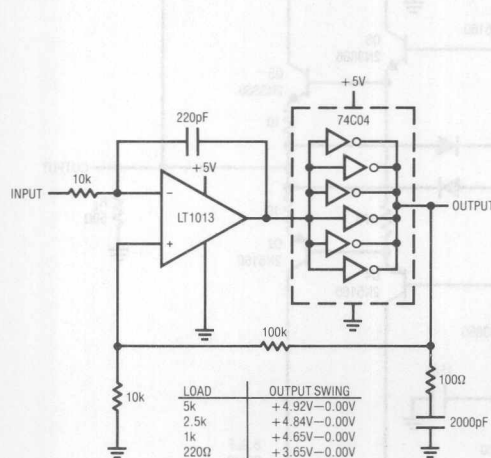 +5V
74C04
220pF
+5V
10k
INPUT
−
LT1013
+
OUTPUT
100k
10k
100Ω
2000pF
LOAD OUTPUT SWING
5k +4.92V—0.00V
2.5k +4.84V—0.00V
1k +4.65V—0.00V
220Ω +3.65V—0.00V